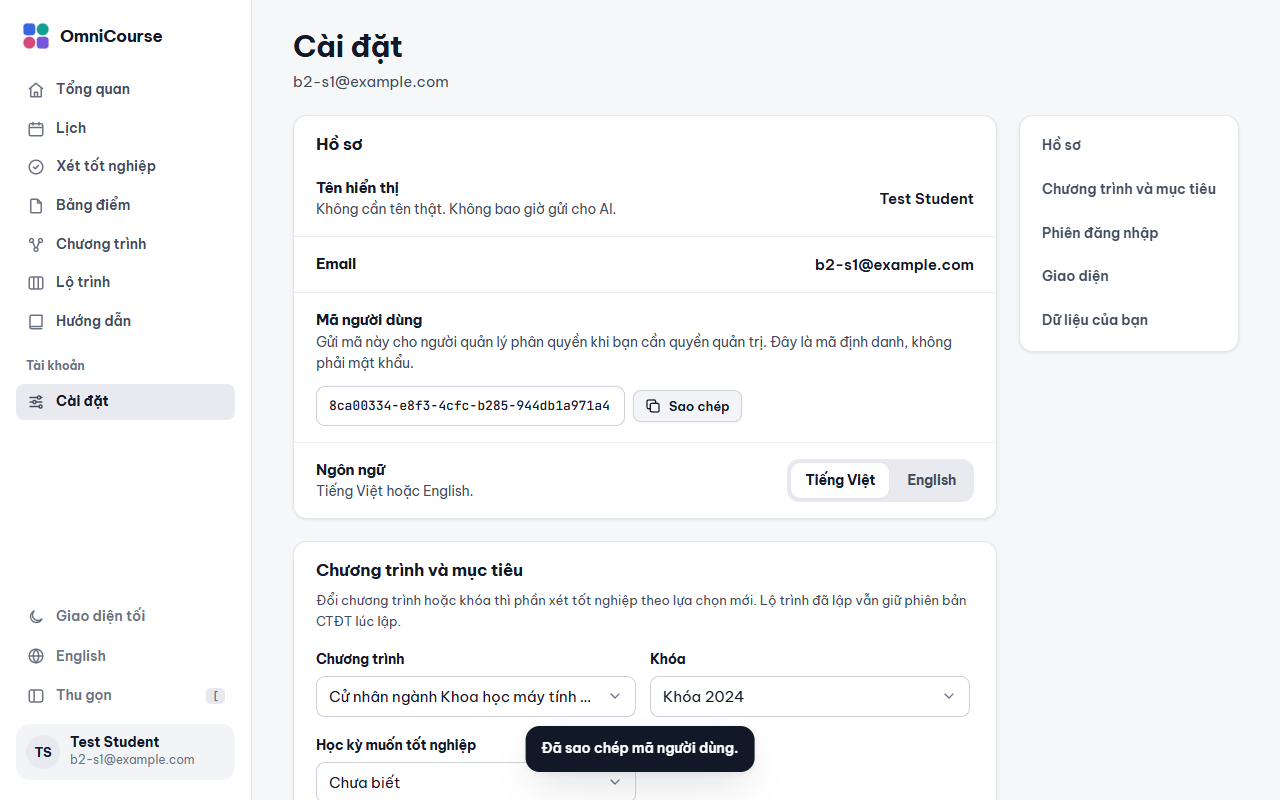 OmniCourse
Tổng quan
Lịch
Xét tốt nghiệp
Bảng điểm
Chương trình
Lộ trình
Hướng dẫn
Tài khoản
Cài đặt
Giao diện tối
English
Thu gọn
[
TS
Test Student
b2-s1@example.com
Cài đặt
b2-s1@example.com
Hồ sơ
Tên hiển thị
Không cần tên thật. Không bao giờ gửi cho AI.
Test Student
Email
b2-s1@example.com
Mã người dùng
Gửi mã này cho người quản lý phân quyền khi bạn cần quyền quản trị. Đây là mã định danh, không
phải mật khẩu.
8ca00334-e8f3-4cfc-b285-944db1a971a4
Sao chép
Ngôn ngữ
Tiếng Việt hoặc English.
Tiếng Việt
English
Chương trình và mục tiêu
Đổi chương trình hoặc khóa thì phần xét tốt nghiệp theo lựa chọn mới. Lộ trình đã lập vẫn giữ phiên bản
CTĐT lúc lập.
Chương trình
Khóa
Cử nhân ngành Khoa học máy tính ...
Khóa 2024
Học kỳ muốn tốt nghiệp
Chưa biết
Đã sao chép mã người dùng.
Hồ sơ
Chương trình và mục tiêu
Phiên đăng nhập
Giao diện
Dữ liệu của bạn